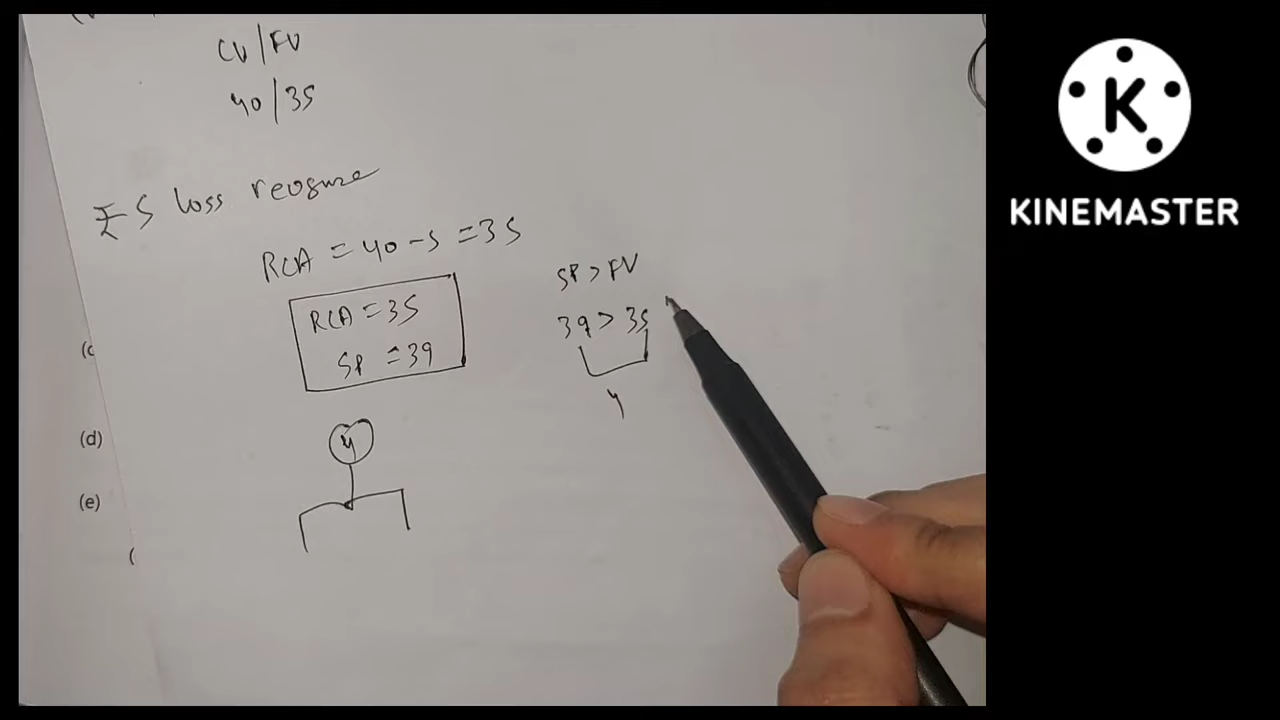 CV/FV
40/35
₹5 loss
RCA = 40-5 = 35
SP > FV
RCA = 35
39 > 35
(c
SP = 39
4
(d)
4
(e)
(
K
KINEMASTER